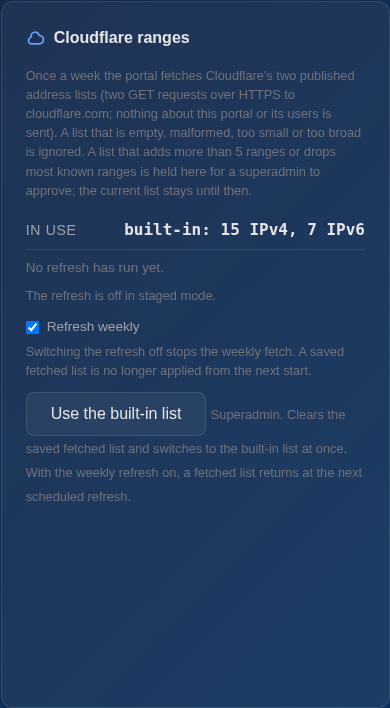 Cloudflare ranges
Once a week the portal fetches Cloudflare's two published
address lists (two GET requests over HTTPS to
cloudflare.com; nothing about this portal or its users is
sent). A list that is empty, malformed, too small or too broad
is ignored. A list that adds more than 5 ranges or drops
most known ranges is held here for a superadmin to
approve; the current list stays until then.
IN USE built-in: 15 IPv4, 7 IPv6
No refresh has run yet.
The refresh is off in staged mode.
Refresh weekly
Switching the refresh off stops the weekly fetch. A saved
fetched list is no longer applied from the next start.
Use the built-in list Superadmin. Clears the
saved fetched list and switches to the built-in list at once.
With the weekly refresh on, a fetched list returns at the next
scheduled refresh.